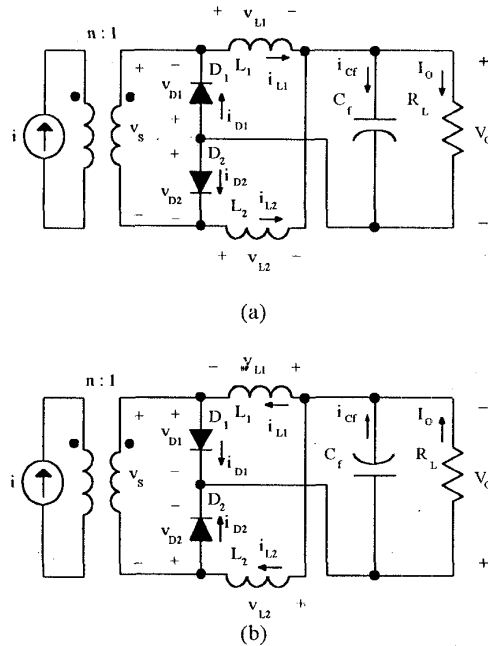 + v_L1 −
n : 1
D_1 L_1 i_L1
i_Cf I_O +
i v_S + − v_D1 + i_D1 C_f R_L V_O
+ D_2 i_D2
v_D2 i_L2
− − L_2 −
+ v_L2 −
(a)
− v_L1 +
n : 1
+ + D_1 L_1 i_L1
i_Cf I_O −
i v_S v_D1 i_D1 C_f R_L V_O
− − D_2
v_D2 i_D2 i_L2
− + L_2 +
v_L2 +
(b)